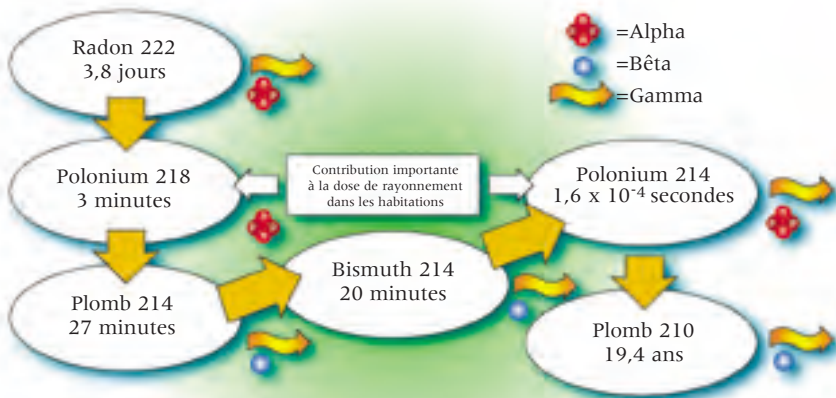 Radon 222
3,8 jours
=Alpha
=Bêta
=Gamma
Polonium 218
3 minutes
Contribution importante
à la dose de rayonnement
dans les habitations
Polonium 214
1,6 x 10⁻⁴ secondes
Plomb 214
27 minutes
Bismuth 214
20 minutes
Plomb 210
19,4 ans